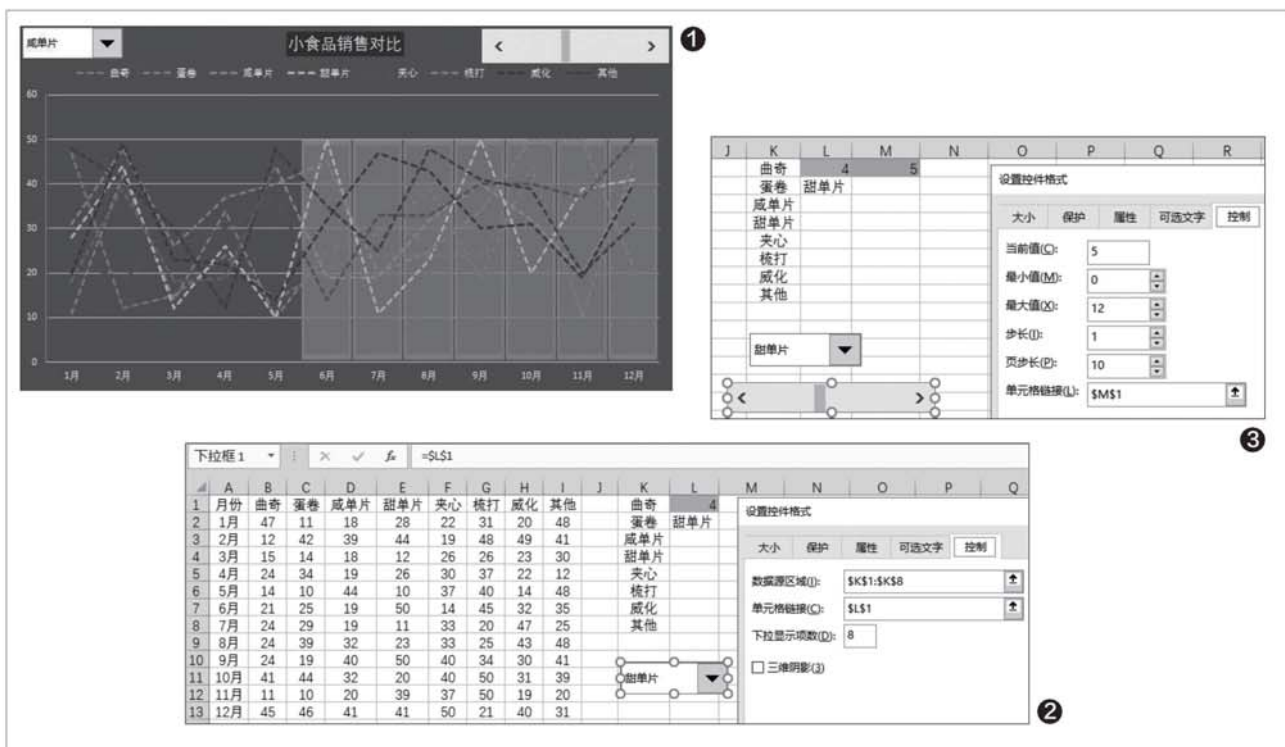 咸单片
小食品销售对比
❶
曲奇 蛋卷 咸单片 甜单片 夹心 梳打 威化 其他
60
50
40
30
20
10
0
1月 2月 3月 4月 5月 6月 7月 8月 9月 10月 11月 12月
J K L M N O P Q R
曲奇 4 5
蛋卷 甜单片
咸单片
甜单片
夹心
梳打
威化
其他
甜单片
设置控件格式
大小 保护 属性 可选文字 控制
当前值(C): 5
最小值(M): 0
最大值(X): 12
步长(I): 1
页步长(P): 10
单元格链接(L): $M$1
❸
下拉框 1 fx =$L$1
A B C D E F G H I J K L M N O P Q
1 月份 曲奇 蛋卷 咸单片 甜单片 夹心 梳打 威化 其他 曲奇 4
2 1月 47 11 18 28 22 31 20 48 蛋卷 甜单片
3 2月 12 42 39 44 19 48 49 41 咸单片
4 3月 15 14 18 12 26 26 23 30 甜单片
5 4月 24 34 19 26 30 37 22 12 夹心
6 5月 14 10 44 10 37 40 14 48 梳打
7 6月 21 25 19 50 14 45 32 35 威化
8 7月 24 29 19 11 33 20 47 25 其他
9 8月 24 39 32 23 33 25 43 48
10 9月 24 19 40 50 40 34 30 41
11 10月 41 44 32 20 40 50 31 39 甜单片
12 11月 11 10 20 39 37 50 19 20
13 12月 45 46 41 41 50 21 40 31
设置控件格式
大小 保护 属性 可选文字 控制
数据源区域(I): $K$1:$K$8
单元格链接(C): $L$1
下拉显示项数(D): 8
三维阴影(3)
❷